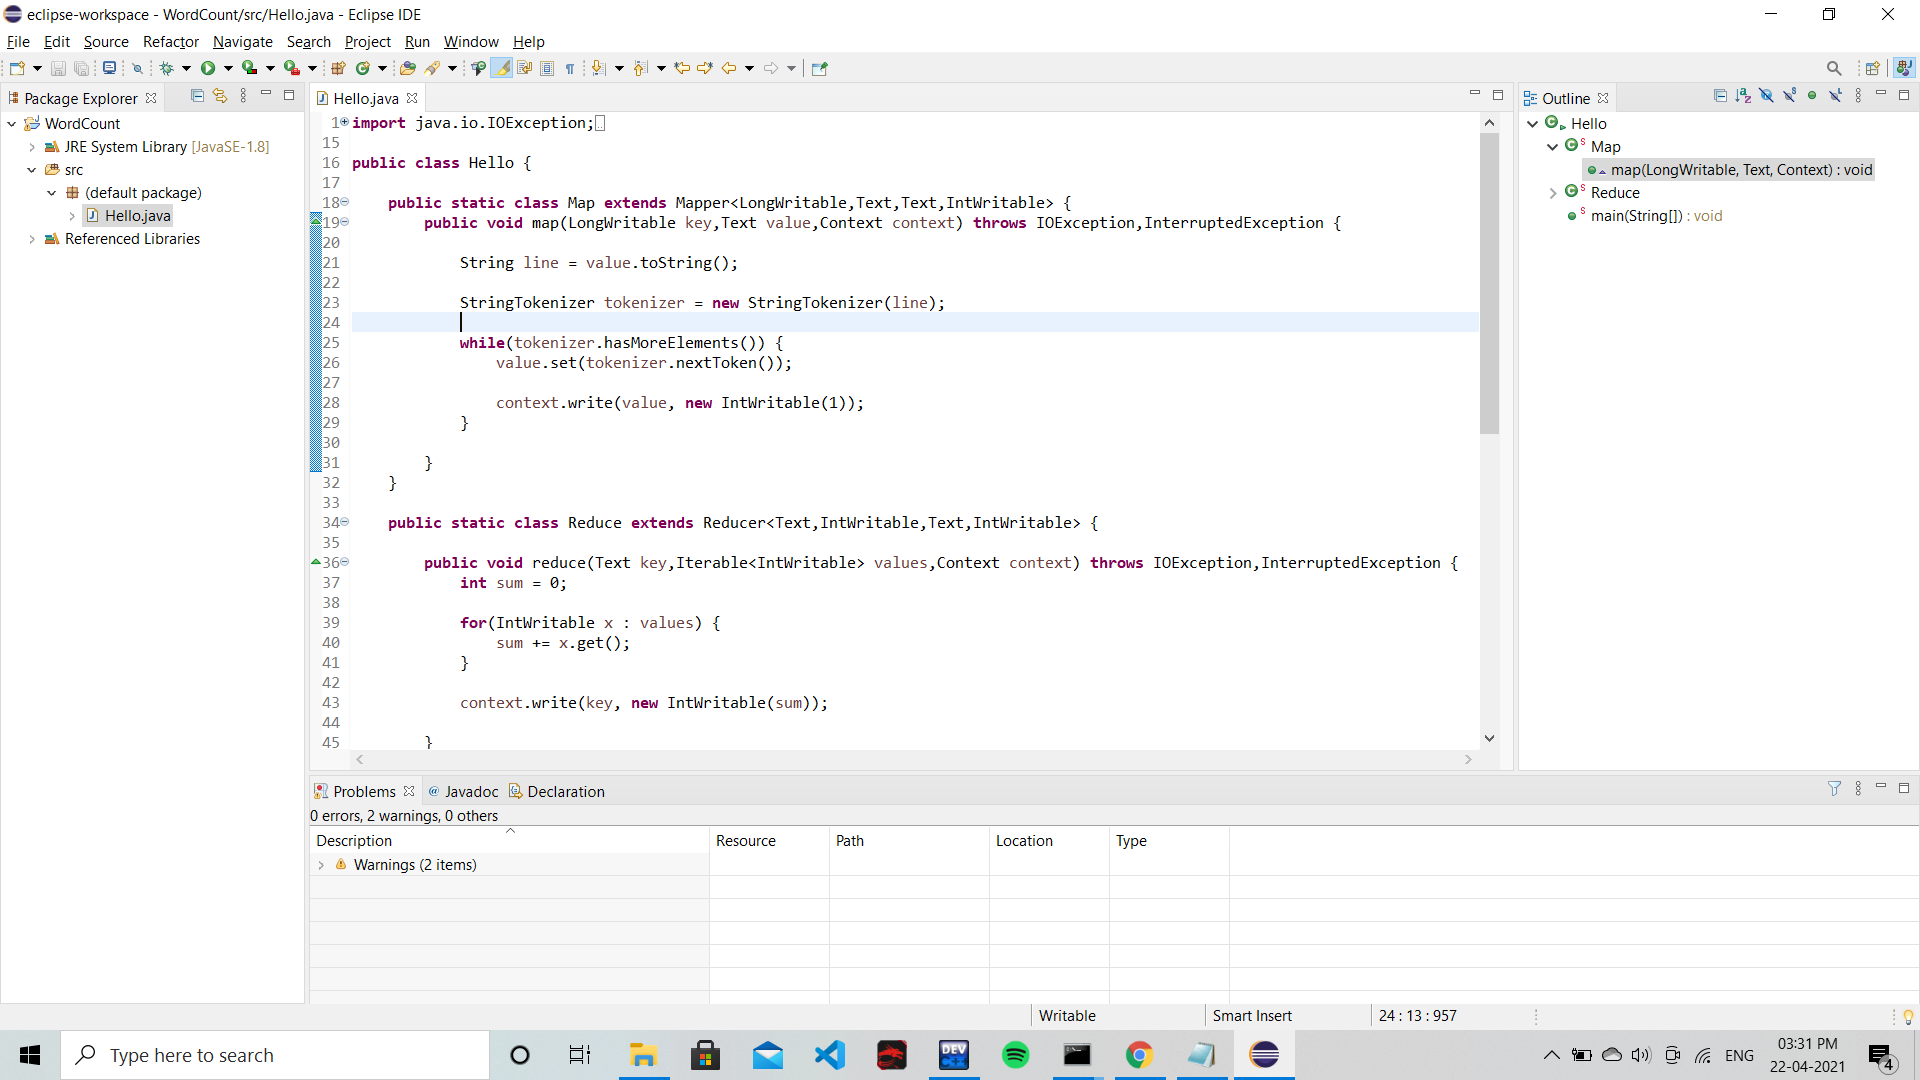 eclipse-workspace - WordCount/src/Hello.java - Eclipse IDE
File Edit Source Refactor Navigate Search Project Run Window Help
Package Explorer
WordCount
JRE System Library [JavaSE-1.8]
src
(default package)
Hello.java
Referenced Libraries
Hello.java
1 import java.io.IOException;
15
16 public class Hello {
17
18 public static class Map extends Mapper<LongWritable,Text,Text,IntWritable> {
19 public void map(LongWritable key,Text value,Context context) throws IOException,InterruptedException {
20
21 String line = value.toString();
22
23 StringTokenizer tokenizer = new StringTokenizer(line);
24
25 while(tokenizer.hasMoreElements()) {
26 value.set(tokenizer.nextToken());
27
28 context.write(value, new IntWritable(1));
29 }
30
31 }
32 }
33
34 public static class Reduce extends Reducer<Text,IntWritable,Text,IntWritable> {
35
36 public void reduce(Text key,Iterable<IntWritable> values,Context context) throws IOException,InterruptedException {
37 int sum = 0;
38
39 for(IntWritable x : values) {
40 sum += x.get();
41 }
42
43 context.write(key, new IntWritable(sum));
44
45 }
Outline
Hello
Map
map(LongWritable, Text, Context) : void
Reduce
main(String[]) : void
Problems @ Javadoc Declaration
0 errors, 2 warnings, 0 others
Description Resource Path Location Type
Warnings (2 items)
Writable Smart Insert 24 : 13 : 957
Type here to search
DEV C++
ENG
03:31 PM
22-04-2021
4